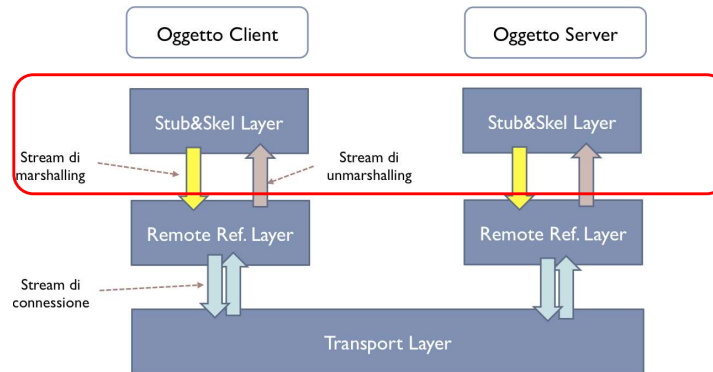 Oggetto Client
Oggetto Server
Stub&Skel Layer
Stub&Skel Layer
Stream di
marshalling
Stream di
unmarshalling
Remote Ref. Layer
Remote Ref. Layer
Stream di
connessione
Transport Layer